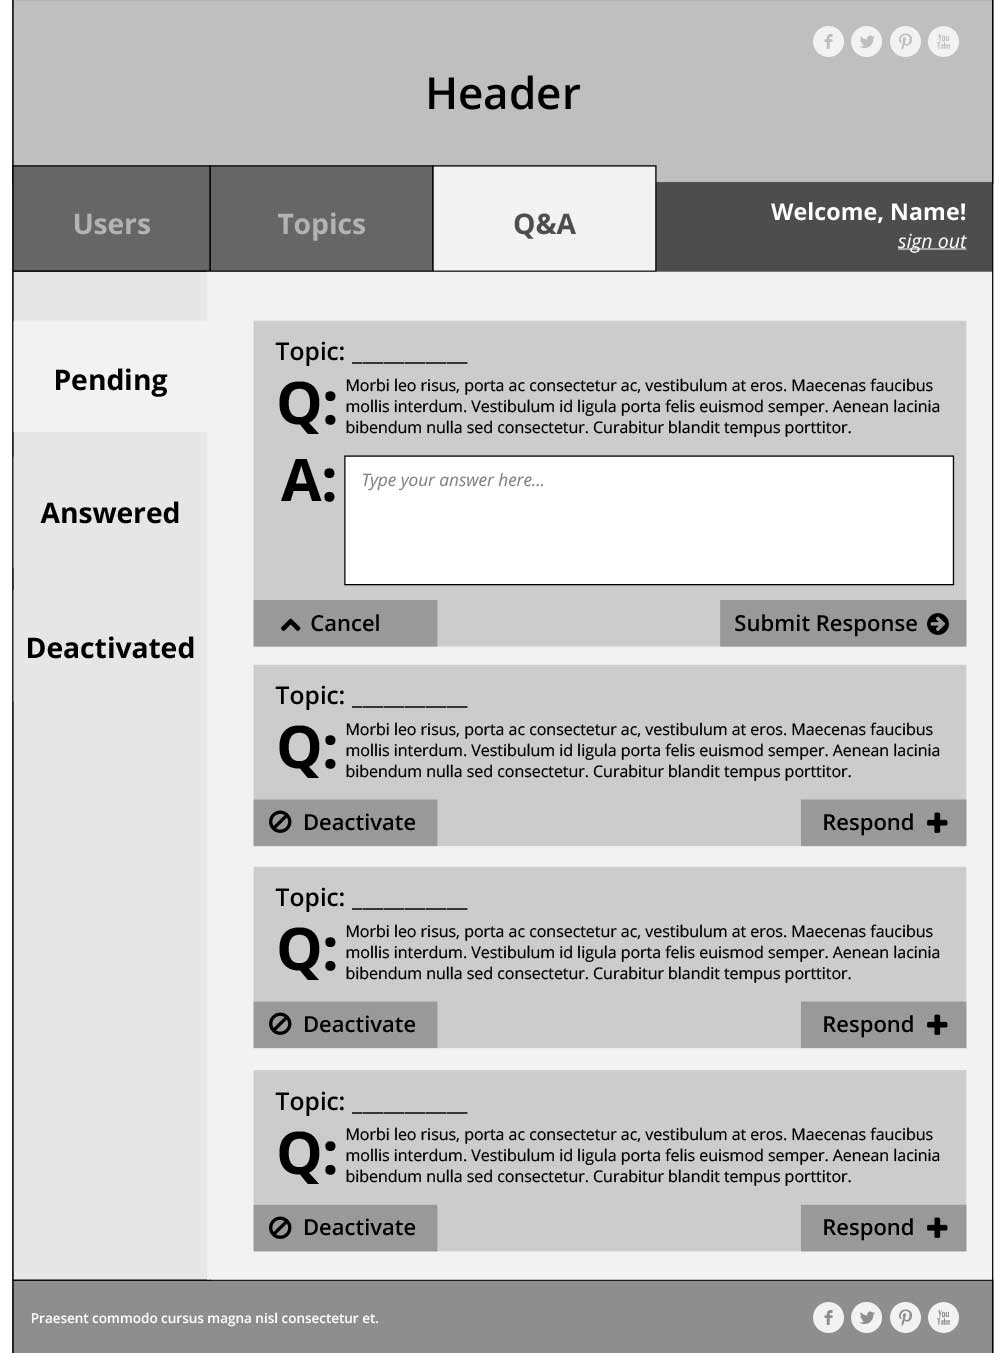 You
Tube
Header
Users
Topics
Q&A
Welcome, Name!
sign out
Pending
Answered
Deactivated
Topic: ___________
Q:
Morbi leo risus, porta ac consectetur ac, vestibulum at eros. Maecenas faucibus
mollis interdum. Vestibulum id ligula porta felis euismod semper. Aenean lacinia
bibendum nulla sed consectetur. Curabitur blandit tempus porttitor.
A:
Type your answer here...
Cancel
Submit Response
Topic: ___________
Q:
Morbi leo risus, porta ac consectetur ac, vestibulum at eros. Maecenas faucibus
mollis interdum. Vestibulum id ligula porta felis euismod semper. Aenean lacinia
bibendum nulla sed consectetur. Curabitur blandit tempus porttitor.
Deactivate
Respond
Topic: ___________
Q:
Morbi leo risus, porta ac consectetur ac, vestibulum at eros. Maecenas faucibus
mollis interdum. Vestibulum id ligula porta felis euismod semper. Aenean lacinia
bibendum nulla sed consectetur. Curabitur blandit tempus porttitor.
Deactivate
Respond
Topic: ___________
Q:
Morbi leo risus, porta ac consectetur ac, vestibulum at eros. Maecenas faucibus
mollis interdum. Vestibulum id ligula porta felis euismod semper. Aenean lacinia
bibendum nulla sed consectetur. Curabitur blandit tempus porttitor.
Deactivate
Respond
Praesent commodo cursus magna nisl consectetur et.
You
Tube